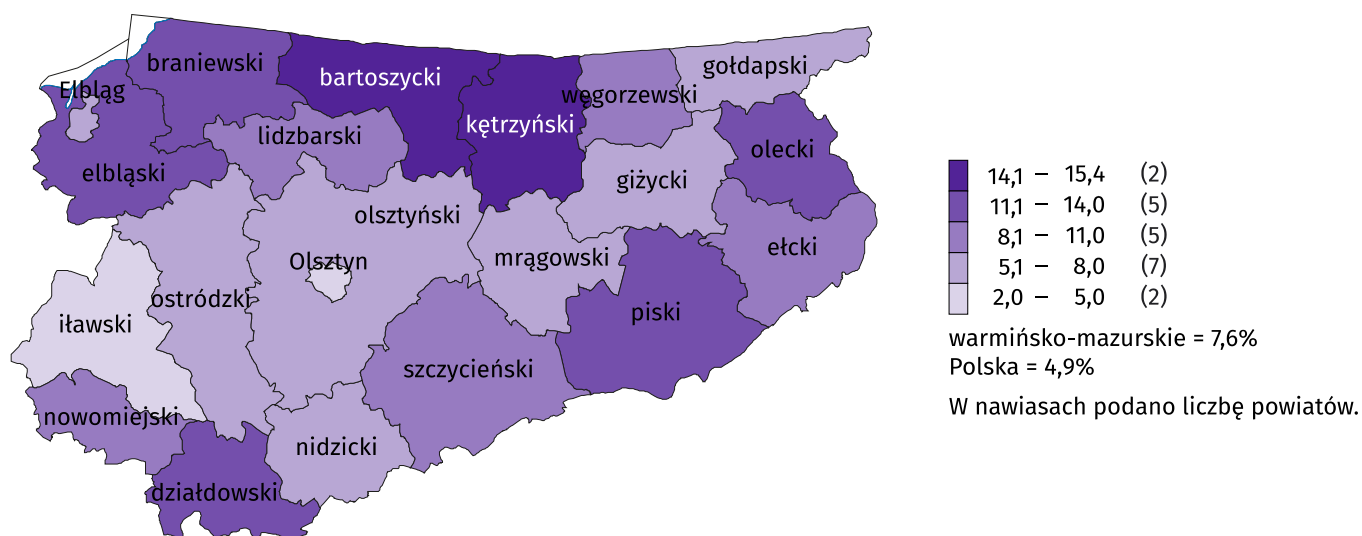 braniewski
bartoszycki
gołdapski
Elbląg
węgorzewski
kętrzyński
lidzbarski
olecki
elbląski
giżycki
olsztyński
ełcki
Olsztyn
mrągowski
ostródzki
piski
iławski
szczycieński
nowomiejski
nidzicki
działdowski
14,1 – 15,4 (2)
11,1 – 14,0 (5)
8,1 – 11,0 (5)
5,1 – 8,0 (7)
2,0 – 5,0 (2)
warmińsko-mazurskie = 7,6%
Polska = 4,9%
W nawiasach podano liczbę powiatów.